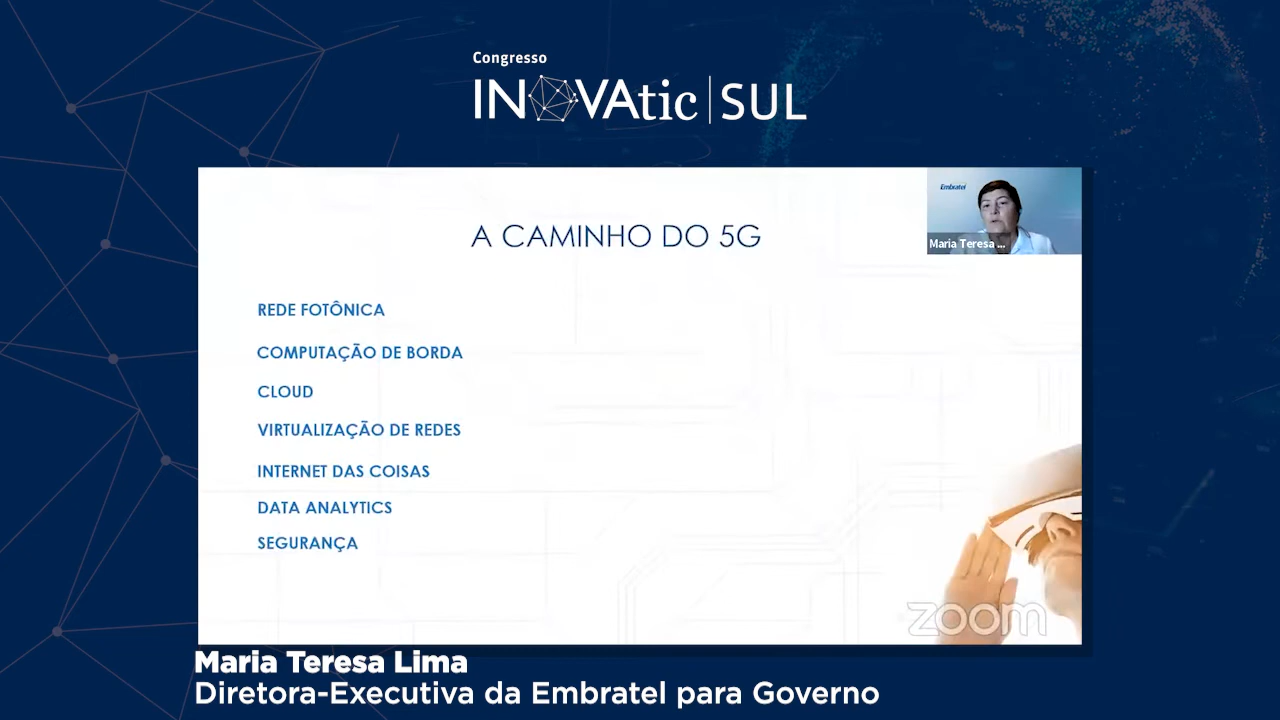 Congresso
INOVAtic | SUL
Embratel
Maria Teresa ...
A CAMINHO DO 5G
REDE FOTÔNICA
COMPUTAÇÃO DE BORDA
CLOUD
VIRTUALIZAÇÃO DE REDES
INTERNET DAS COISAS
DATA ANALYTICS
SEGURANÇA
zoom
Maria Teresa Lima
Diretora-Executiva da Embratel para Governo